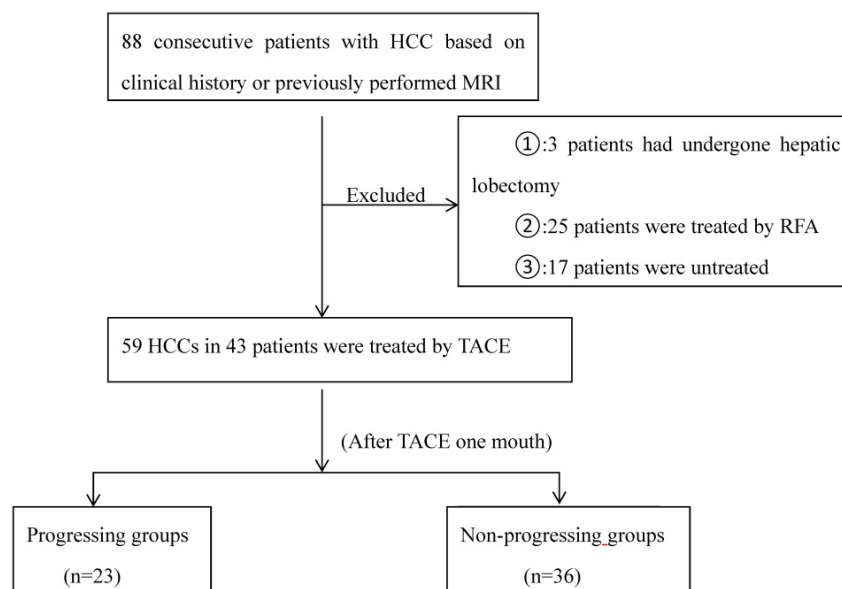 88 consecutive patients with HCC based on
clinical history or previously performed MRI
Excluded
①:3 patients had undergone hepatic
lobectomy
②:25 patients were treated by RFA
③:17 patients were untreated
59 HCCs in 43 patients were treated by TACE
(After TACE one mouth)
Progressing groups
(n=23)
Non-progressing groups
(n=36)